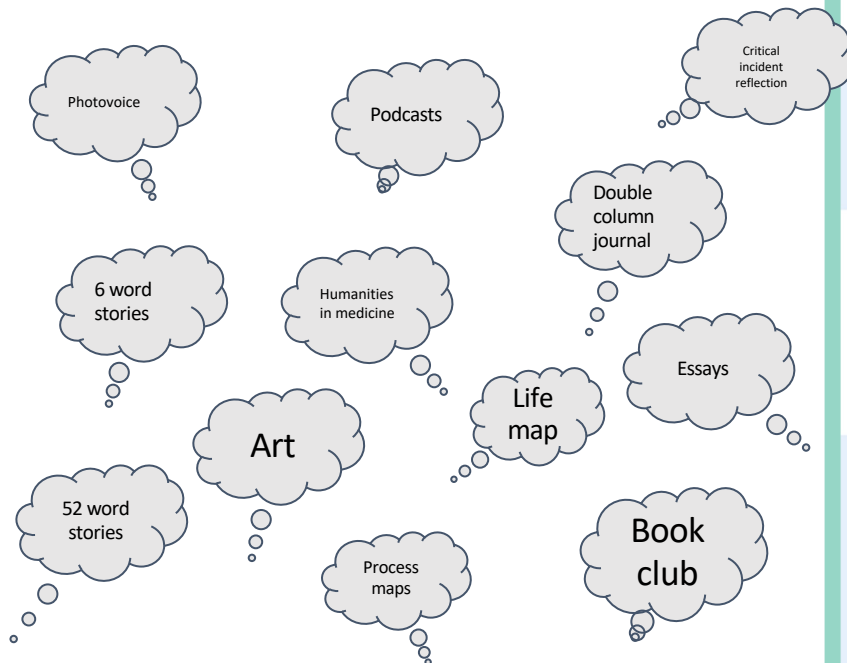 Photovoice
Podcasts
Critical
incident
reflection
Double
column
journal
6 word
stories
Humanities
in medicine
Essays
Life
map
Art
52 word
stories
Process
maps
Book
club